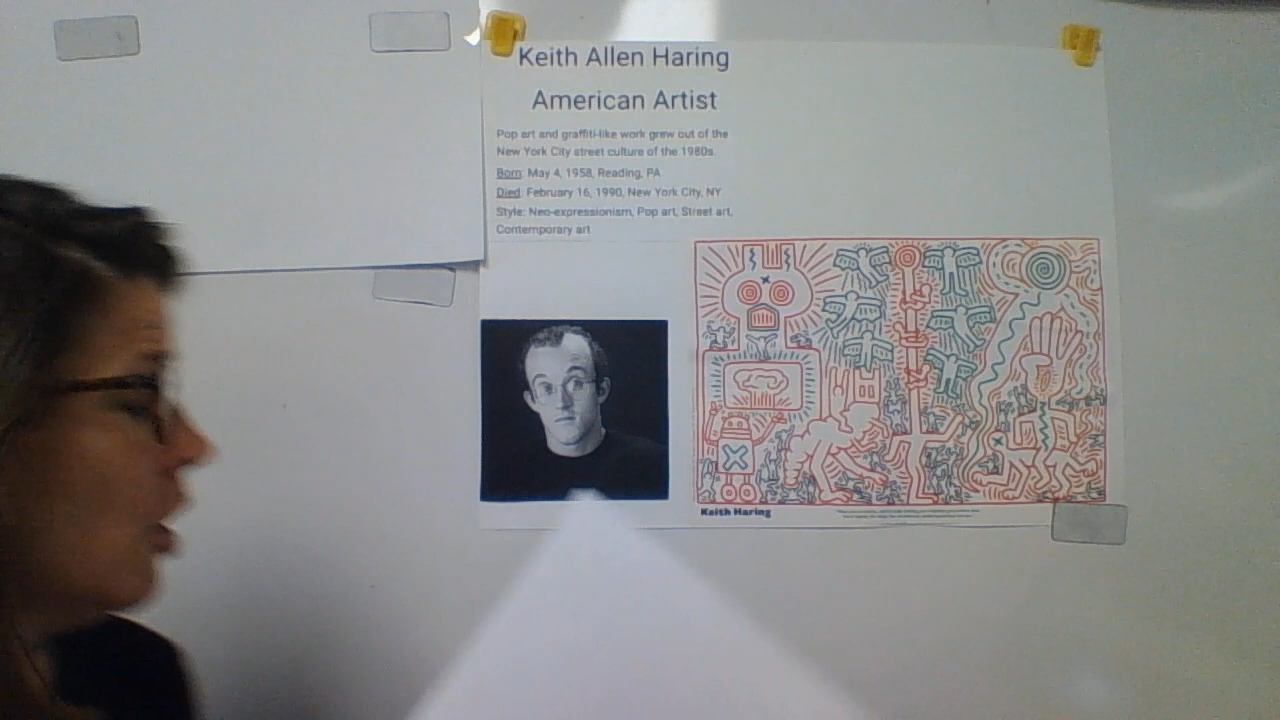 Keith Allen Haring
American Artist
Pop art and graffiti-like work grew out of the
New York City street culture of the 1980s.
Born: May 4, 1958, Reading, PA
Died: February 16, 1990, New York City, NY
Style: Neo-expressionism, Pop art, Street art,
Contemporary art
Keith Haring